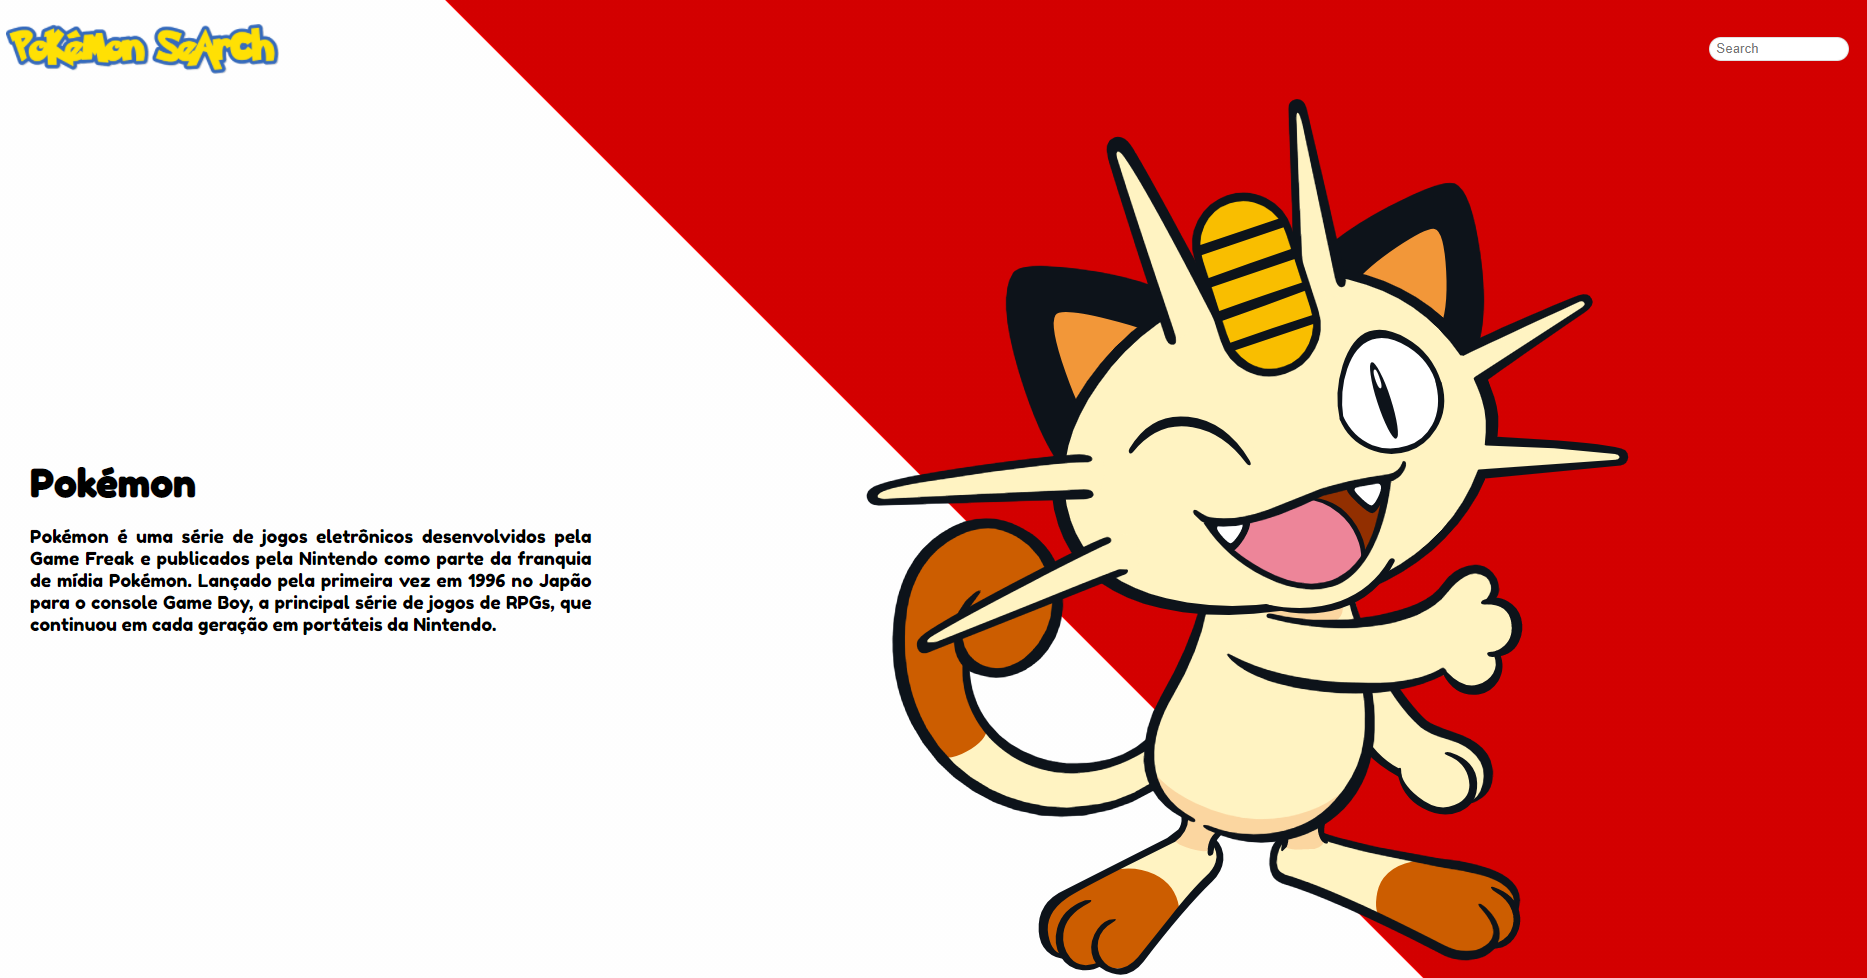 Pokémon Search
Search
Pokémon
Pokémon é uma série de jogos eletrônicos desenvolvidos pela
Game Freak e publicados pela Nintendo como parte da franquia
de mídia Pokémon. Lançado pela primeira vez em 1996 no Japão
para o console Game Boy, a principal série de jogos de RPGs, que
continuou em cada geração em portáteis da Nintendo.